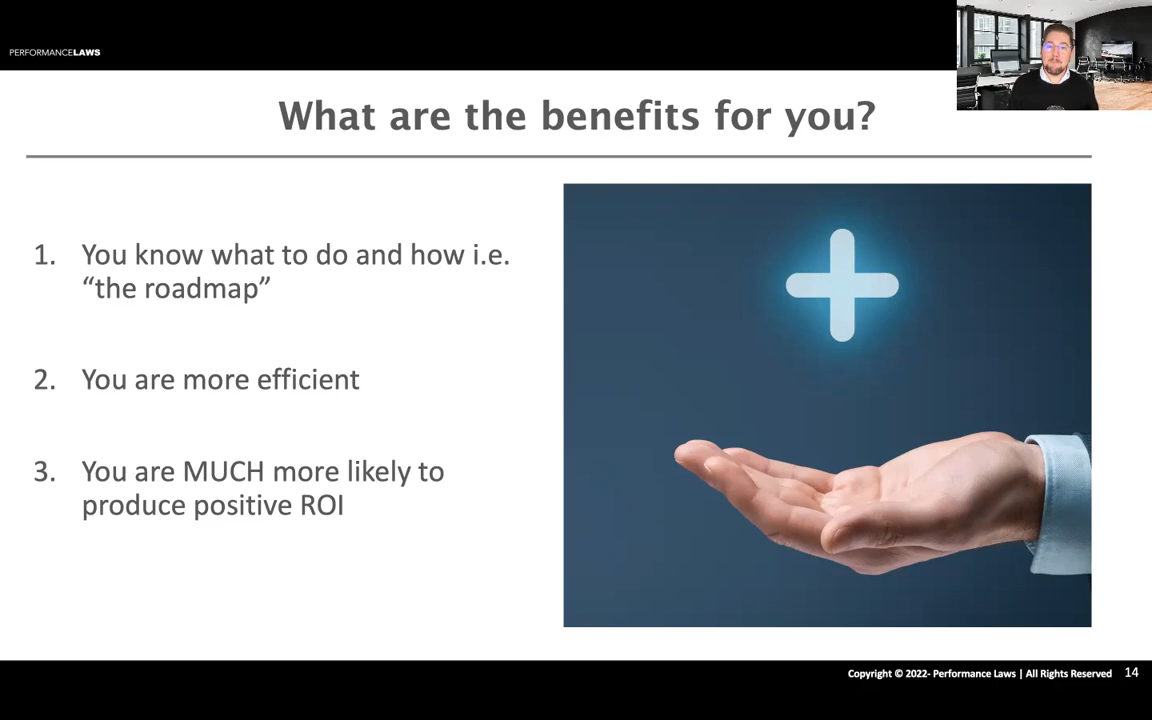 PERFORMANCELAWS
What are the benefits for you?
1. You know what to do and how i.e.
“the roadmap”
2. You are more efficient
3. You are MUCH more likely to
produce positive ROI
Copyright © 2022- Performance Laws | All Rights Reserved 14